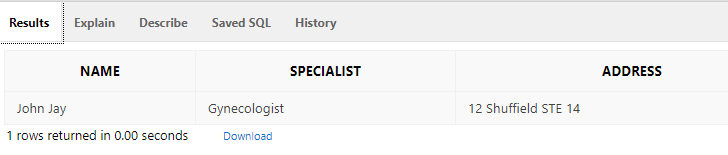 Results Explain Describe Saved SQL History
NAME SPECIALIST ADDRESS
John Jay Gynecologist 12 Shuffield STE 14
1 rows returned in 0.00 seconds Download